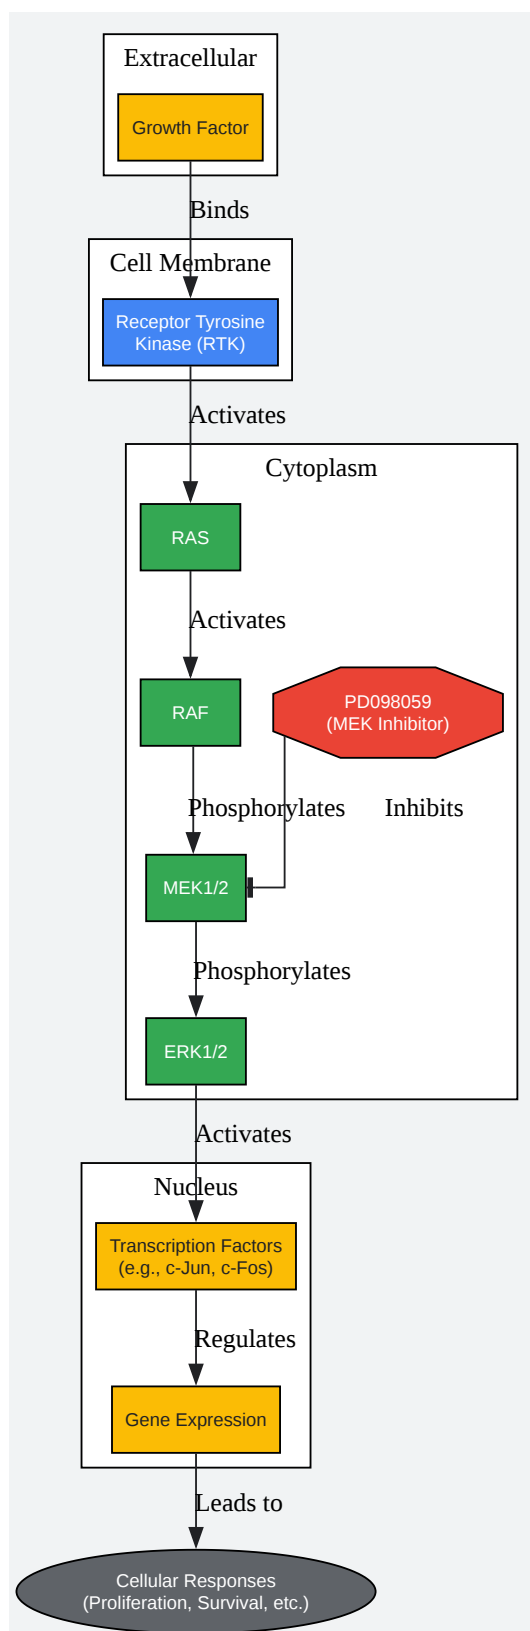 Extracellular
Growth Factor
Binds
Cell Membrane
Receptor Tyrosine
Kinase (RTK)
Activates
Cytoplasm
RAS
Activates
RAF
PD098059
(MEK Inhibitor)
Phosphorylates
Inhibits
MEK1/2
Phosphorylates
ERK1/2
Activates
Nucleus
Transcription Factors
(e.g., c-Jun, c-Fos)
Regulates
Gene Expression
Leads to
Cellular Responses
(Proliferation, Survival, etc.)